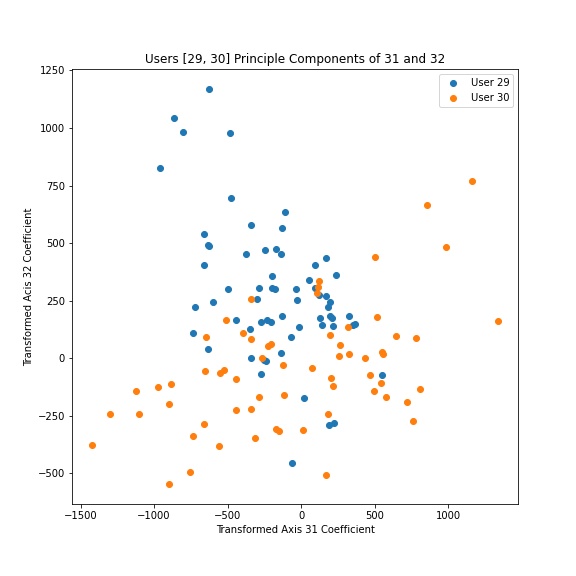 Users [29, 30] Principle Components of 31 and 32
User 29
User 30
1250
1000
750
500
250
0
−250
−500
Transformed Acis 32 Coefficient
−1500
−1000
−500
0
500
1000
Transformed Axis 31 Coefficient